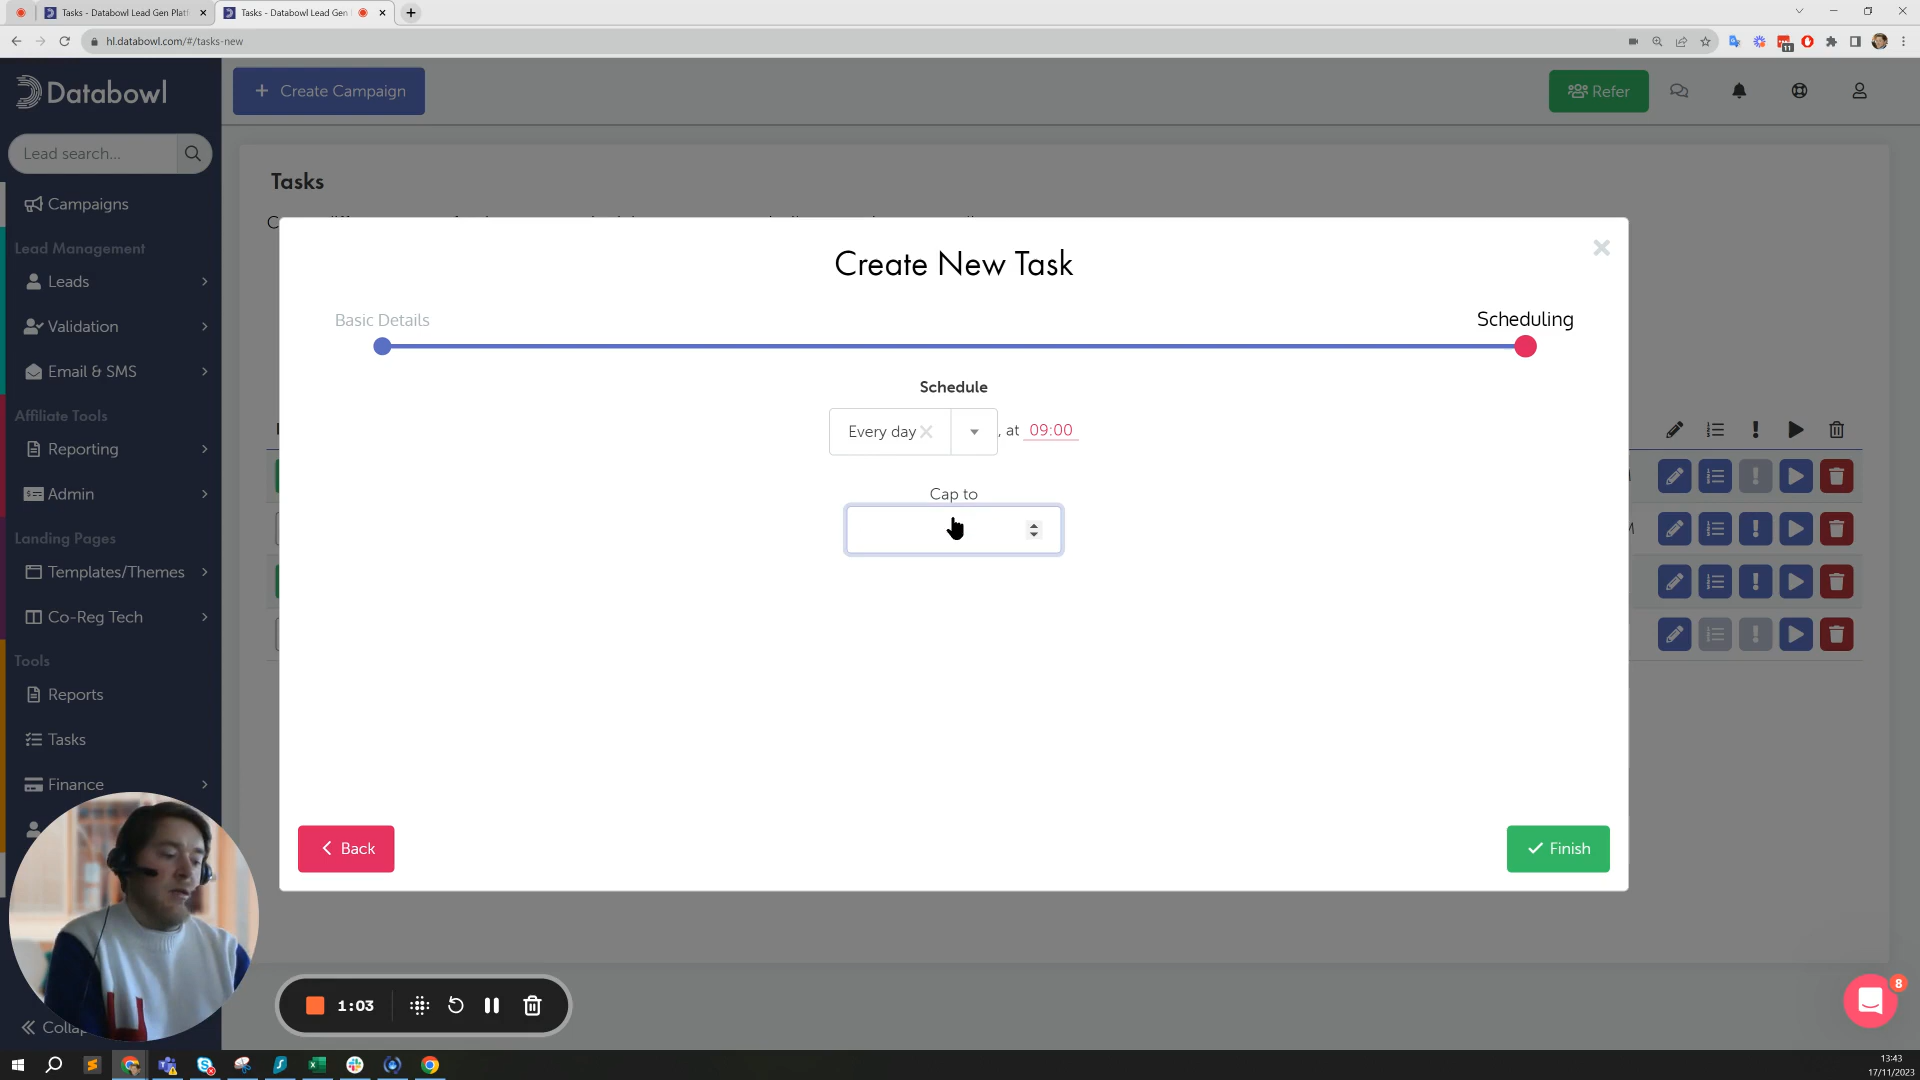 Tasks - Databowl Lead Gen Platf
Tasks - Databowl Lead Gen
hl.databowl.com/#/tasks-new
11
Databowl
Create Campaign
Refer
Lead search...
Campaigns
Lead Management
Leads
Validation
Email & SMS
Affiliate Tools
Reporting
Admin
Landing Pages
Templates/Themes
Co-Reg Tech
Tools
Reports
Tasks
Finance
Tasks
Create New Task
Basic Details
Scheduling
Schedule
Every day
, at 09:00
Cap to
Back
Finish
1:03
8
13:43
17/11/2023